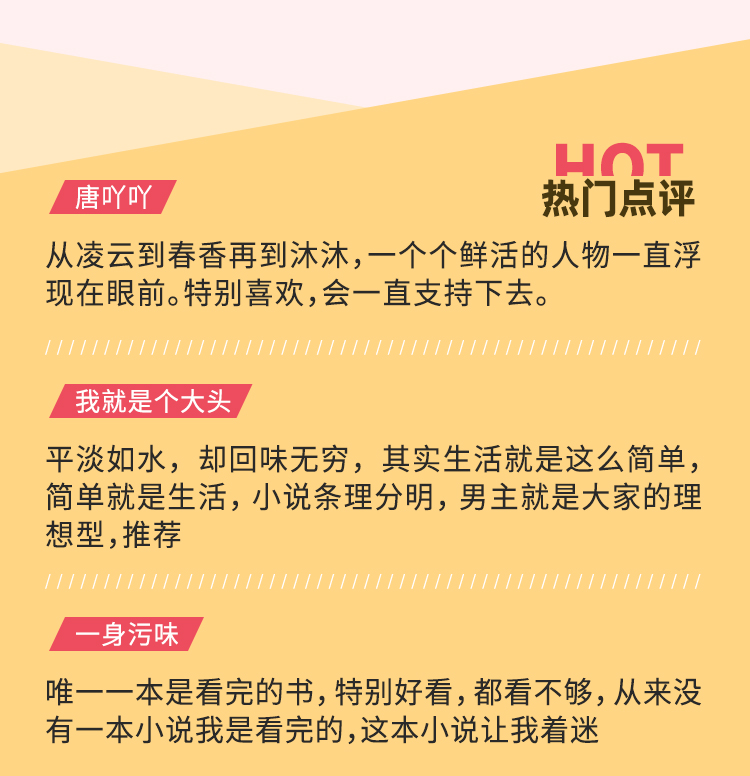 HOT
热门点评
唐吖吖
从凌云到春香再到沐沐，一个个鲜活的人物一直浮
现在眼前。特别喜欢，会一直支持下去。
我就是个大头
平淡如水，却回味无穷，其实生活就是这么简单，
简单就是生活，小说条理分明，男主就是大家的理
想型，推荐
一身污味
唯一一本是看完的书，特别好看，都看不够，从来没
有一本小说我是看完的，这本小说让我着迷